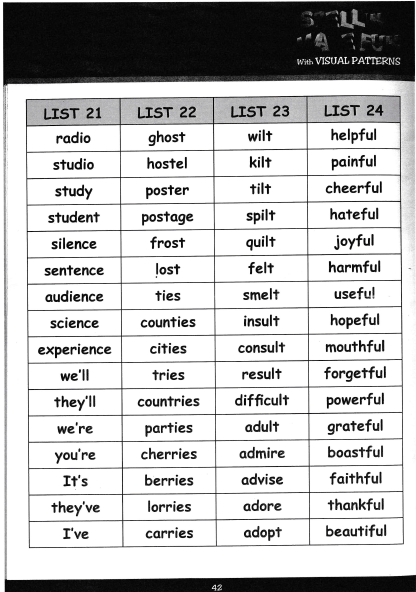 SPELLING
MADE FUN
With VISUAL PATTERNS
LIST 21 LIST 22 LIST 23 LIST 24
radio ghost wilt helpful
studio hostel kilt painful
study poster tilt cheerful
student postage spilt hateful
silence frost quilt joyful
sentence lost felt harmful
audience ties smelt useful
science counties insult hopeful
experience cities consult mouthful
we'll tries result forgetful
they'll countries difficult powerful
we're parties adult grateful
you're cherries admire boastful
It's berries advise faithful
they've lorries adore thankful
I've carries adopt beautiful
42